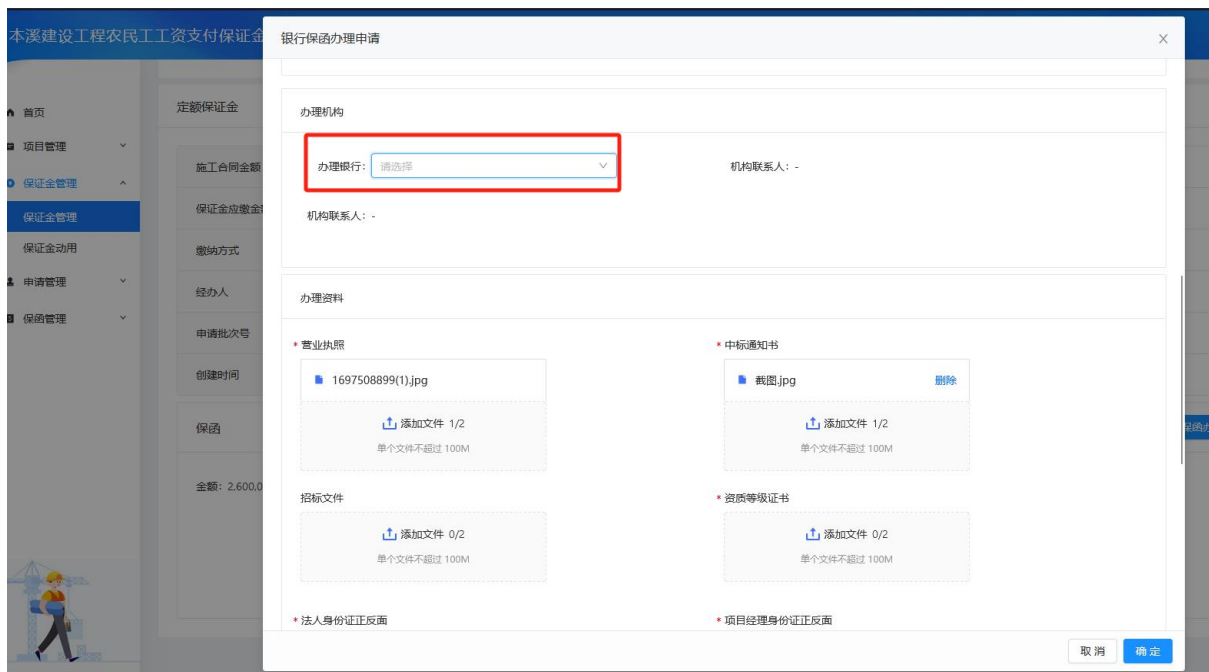 本溪建设工程农民工工资支付保证金
银行保函办理申请
首页
项目管理
保证金管理
保证金管理
保证金动用
申请管理
保函管理
定额保证金
施工合同金额
保证金应缴金
缴纳方式
经办人
申请批次号
创建时间
保函
金额：2,600,0
办理机构
办理银行： 请选择
机构联系人：-
机构联系人：-
办理资料
* 营业执照
* 中标通知书
1697508899(1).jpg
截图.jpg 删除
添加文件 1/2
添加文件 1/2
单个文件不超过 100M
单个文件不超过 100M
招标文件
* 资质等级证书
添加文件 0/2
添加文件 0/2
单个文件不超过 100M
单个文件不超过 100M
* 法人身份证正反面
* 项目经理身份证正反面
取消
确定